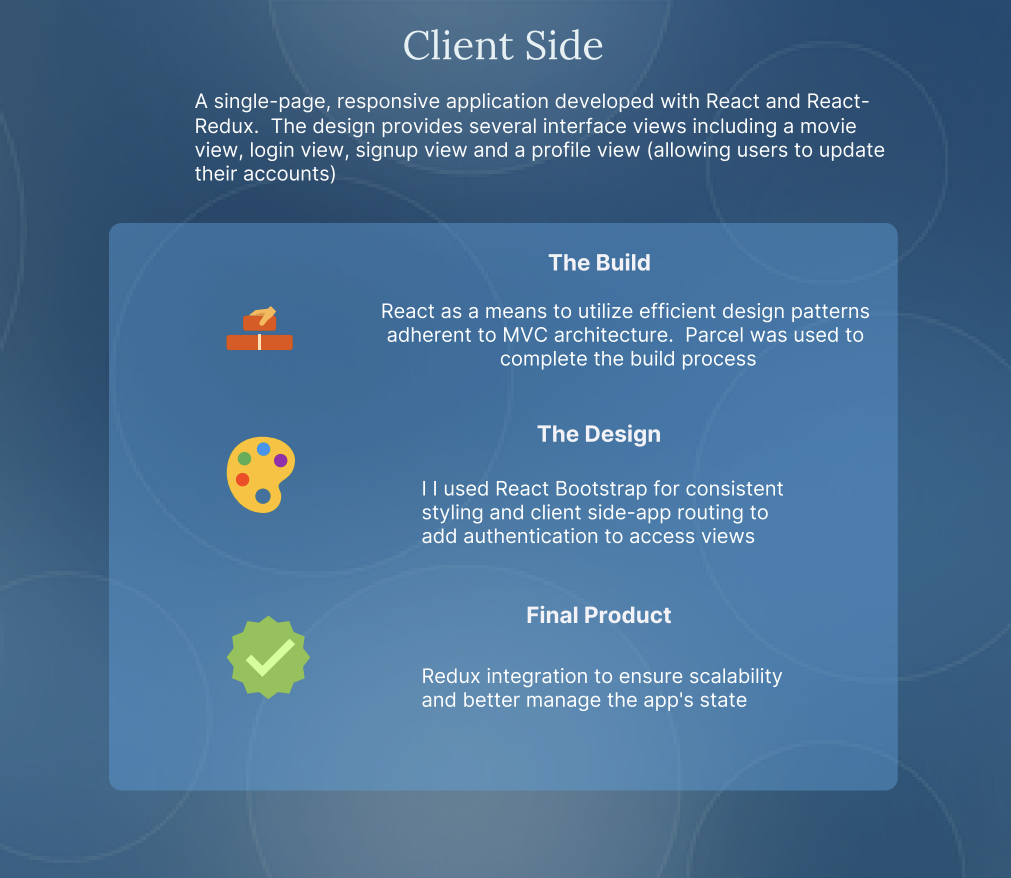 Client Side
A single-page, responsive application developed with React and React-
Redux.  The design provides several interface views including a movie
view, login view, signup view and a profile view (allowing users to update
their accounts)
The Build
React as a means to utilize efficient design patterns
adherent to MVC architecture.  Parcel was used to
complete the build process
The Design
I I used React Bootstrap for consistent
styling and client side-app routing to
add authentication to access views
Final Product
Redux integration to ensure scalability
and better manage the app's state